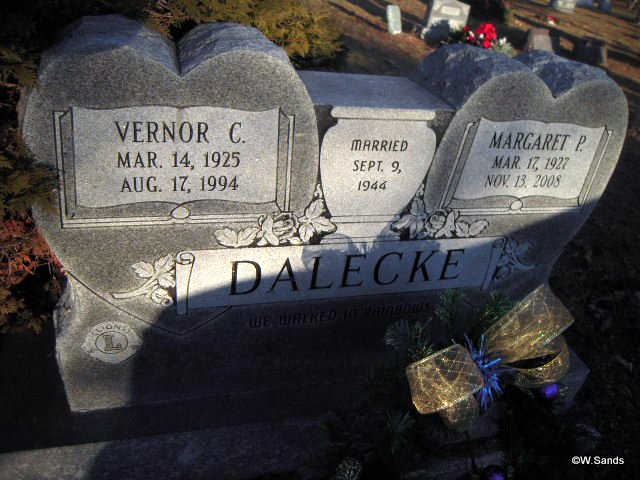 VERNOR C.
MAR. 14, 1925
AUG. 17, 1994
MARRIED
SEPT. 9,
1944
MARGARET P.
MAR. 17, 1927
NOV. 13, 2008
DALECKE
WE WALKED IN RAINBOWS
LIONS
L
©W.Sands